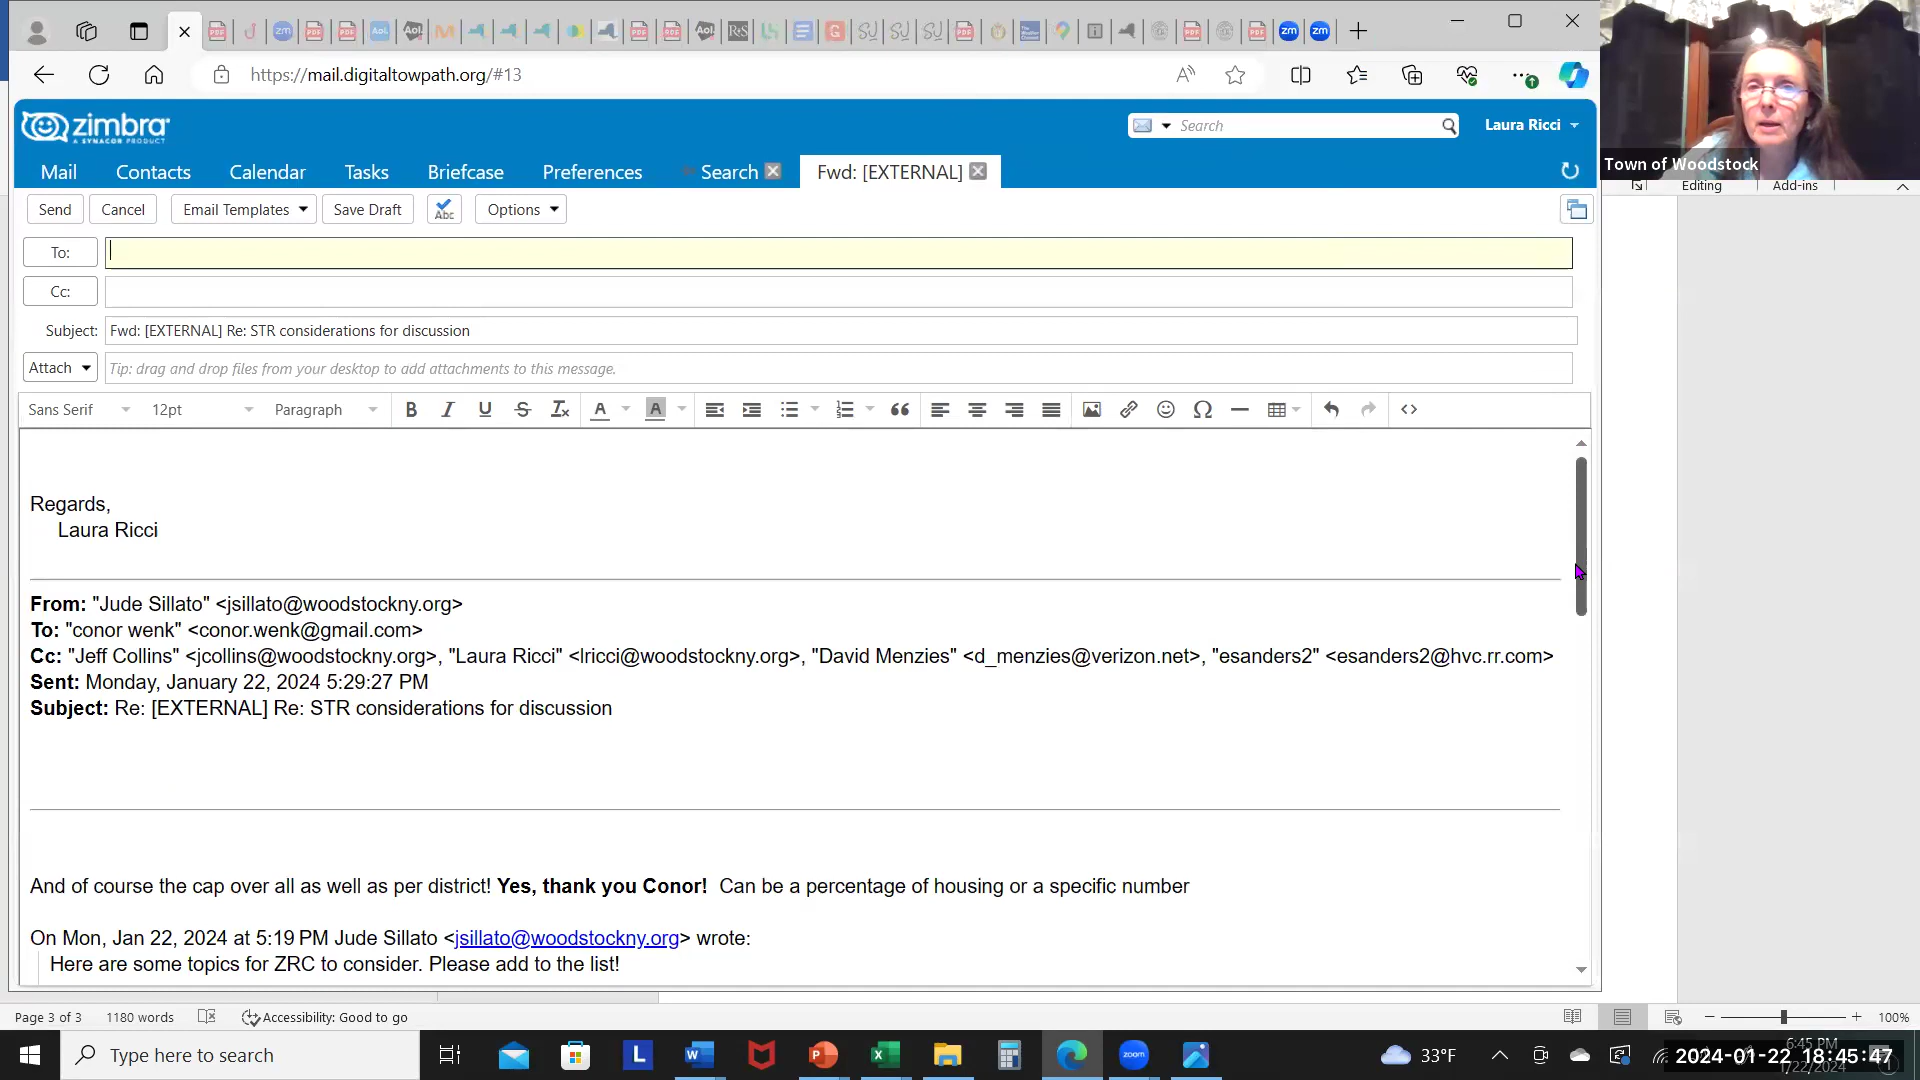 https://mail.digitaltowpath.org/#13
zimbra
A SYNACOR PRODUCT
Search
Laura Ricci
Town of Woodstock
Mail Contacts Calendar Tasks Briefcase Preferences Search Fwd: [EXTERNAL]
Editing Add-ins
Send Cancel Email Templates Save Draft Abc Options
To:
Cc:
Subject: Fwd: [EXTERNAL] Re: STR considerations for discussion
Attach Tip: drag and drop files from your desktop to add attachments to this message.
Sans Serif 12pt Paragraph
Regards,
Laura Ricci
From: "Jude Sillato" <jsillato@woodstockny.org>
To: "conor wenk" <conor.wenk@gmail.com>
Cc: "Jeff Collins" <jcollins@woodstockny.org>, "Laura Ricci" <lricci@woodstockny.org>, "David Menzies" <d_menzies@verizon.net>, "esanders2" <esanders2@hvc.rr.com>
Sent: Monday, January 22, 2024 5:29:27 PM
Subject: Re: [EXTERNAL] Re: STR considerations for discussion
And of course the cap over all as well as per district! Yes, thank you Conor! Can be a percentage of housing or a specific number
On Mon, Jan 22, 2024 at 5:19 PM Jude Sillato <jsillato@woodstockny.org> wrote:
Here are some topics for ZRC to consider. Please add to the list!
Page 3 of 3 1180 words Accessibility: Good to go 100%
Type here to search
33°F
6:45 PM
2024-01-22 18:45:47
1/22/2024